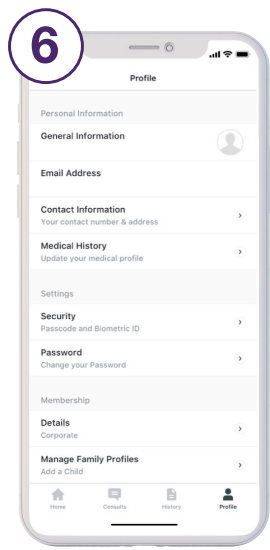 6
Profile
Personal Information
General Information
Email Address
Contact Information
Your contact number & address
Medical History
Update your medical profile
Settings
Security
Passcode and Biometric ID
Password
Change your Password
Membership
Details
Corporate
Manage Family Profiles
Add a Child
Home Consults History Profile